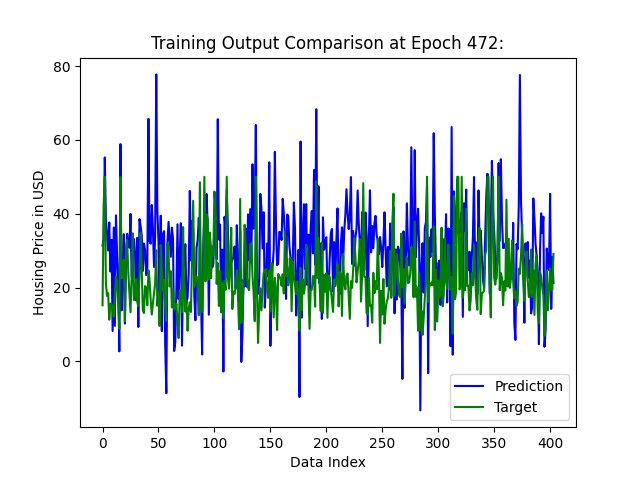 Training Output Comparison at Epoch 472:
80
60
40
20
0
Housing Price in USD
0 50 100 150 200 250 300 350 400
Data Index
Prediction
Target